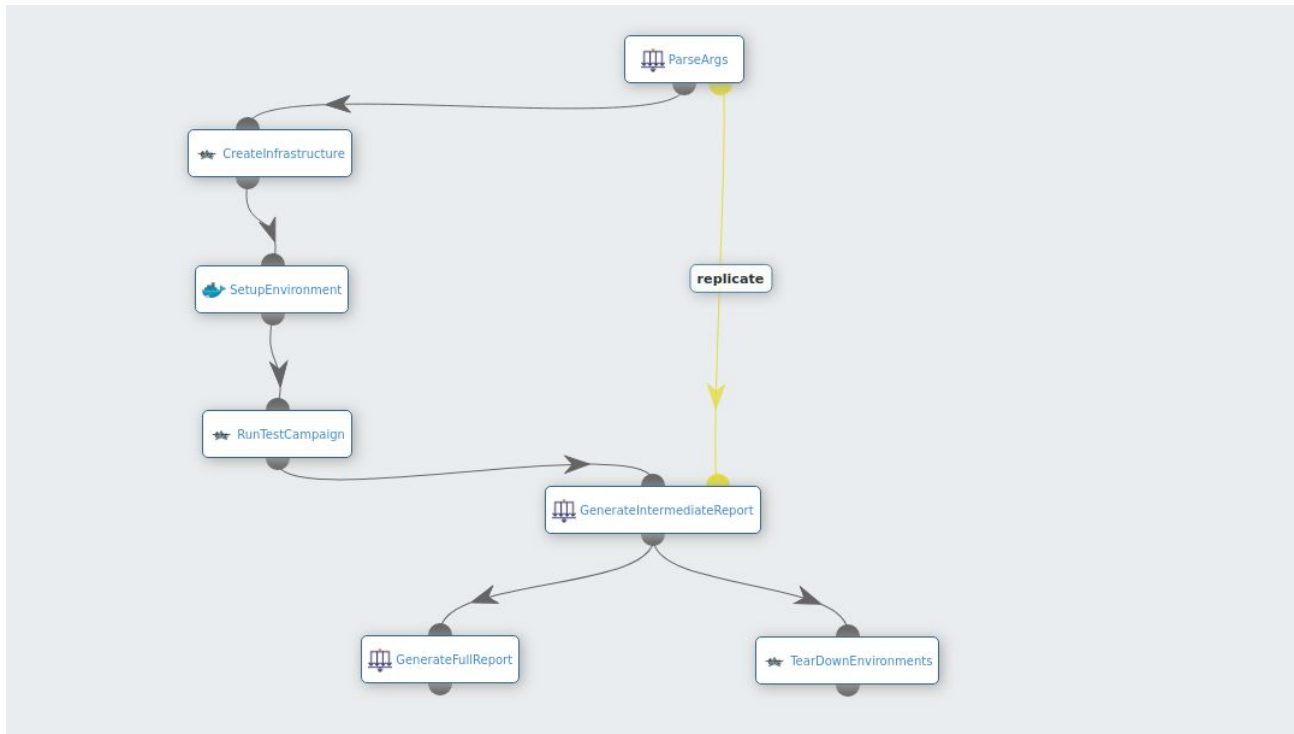 ParseArgs
CreateInfrastructure
replicate
SetupEnvironment
RunTestCampaign
GenerateIntermediateReport
GenerateFullReport
TearDownEnvironments